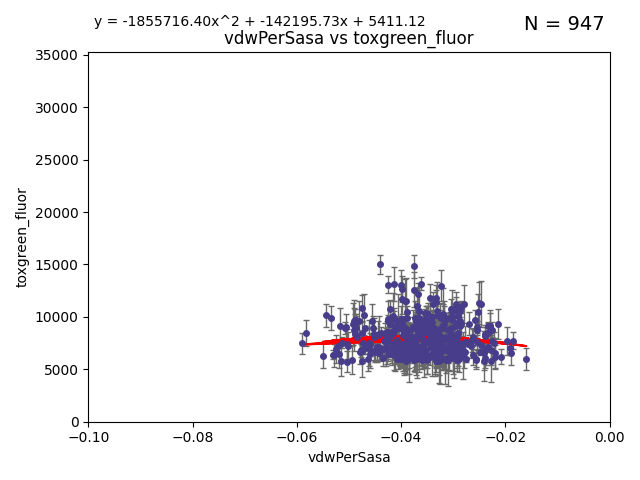 y = -1855716.40x^2 + -142195.73x + 5411.12
N = 947
vdwPerSasa vs toxgreen_fluor
35000
30000
25000
20000
15000
10000
5000
0
toxgreen_fluor
−0.10
−0.08
−0.06
−0.04
−0.02
0.00
vdwPerSasa